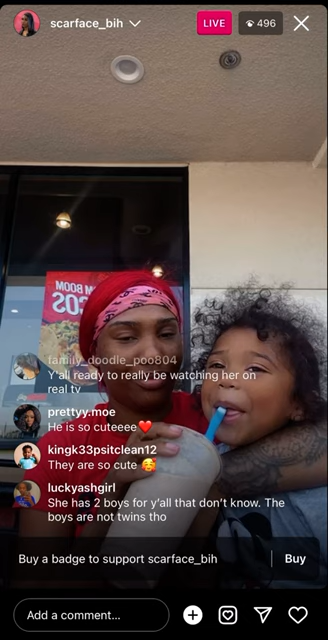 scarface_bih
LIVE
496
BOOM
family_doodle_poo804
Y'all ready to really be watching her on
real tv
prettyy.moe
He is so cuteeee❤️
kingk33psitclean12
They are so cute 🥰
luckyashgirl
She has 2 boys for y'all that don't know. The
boys are not twins tho
Buy a badge to support scarface_bih
Buy
Add a comment...